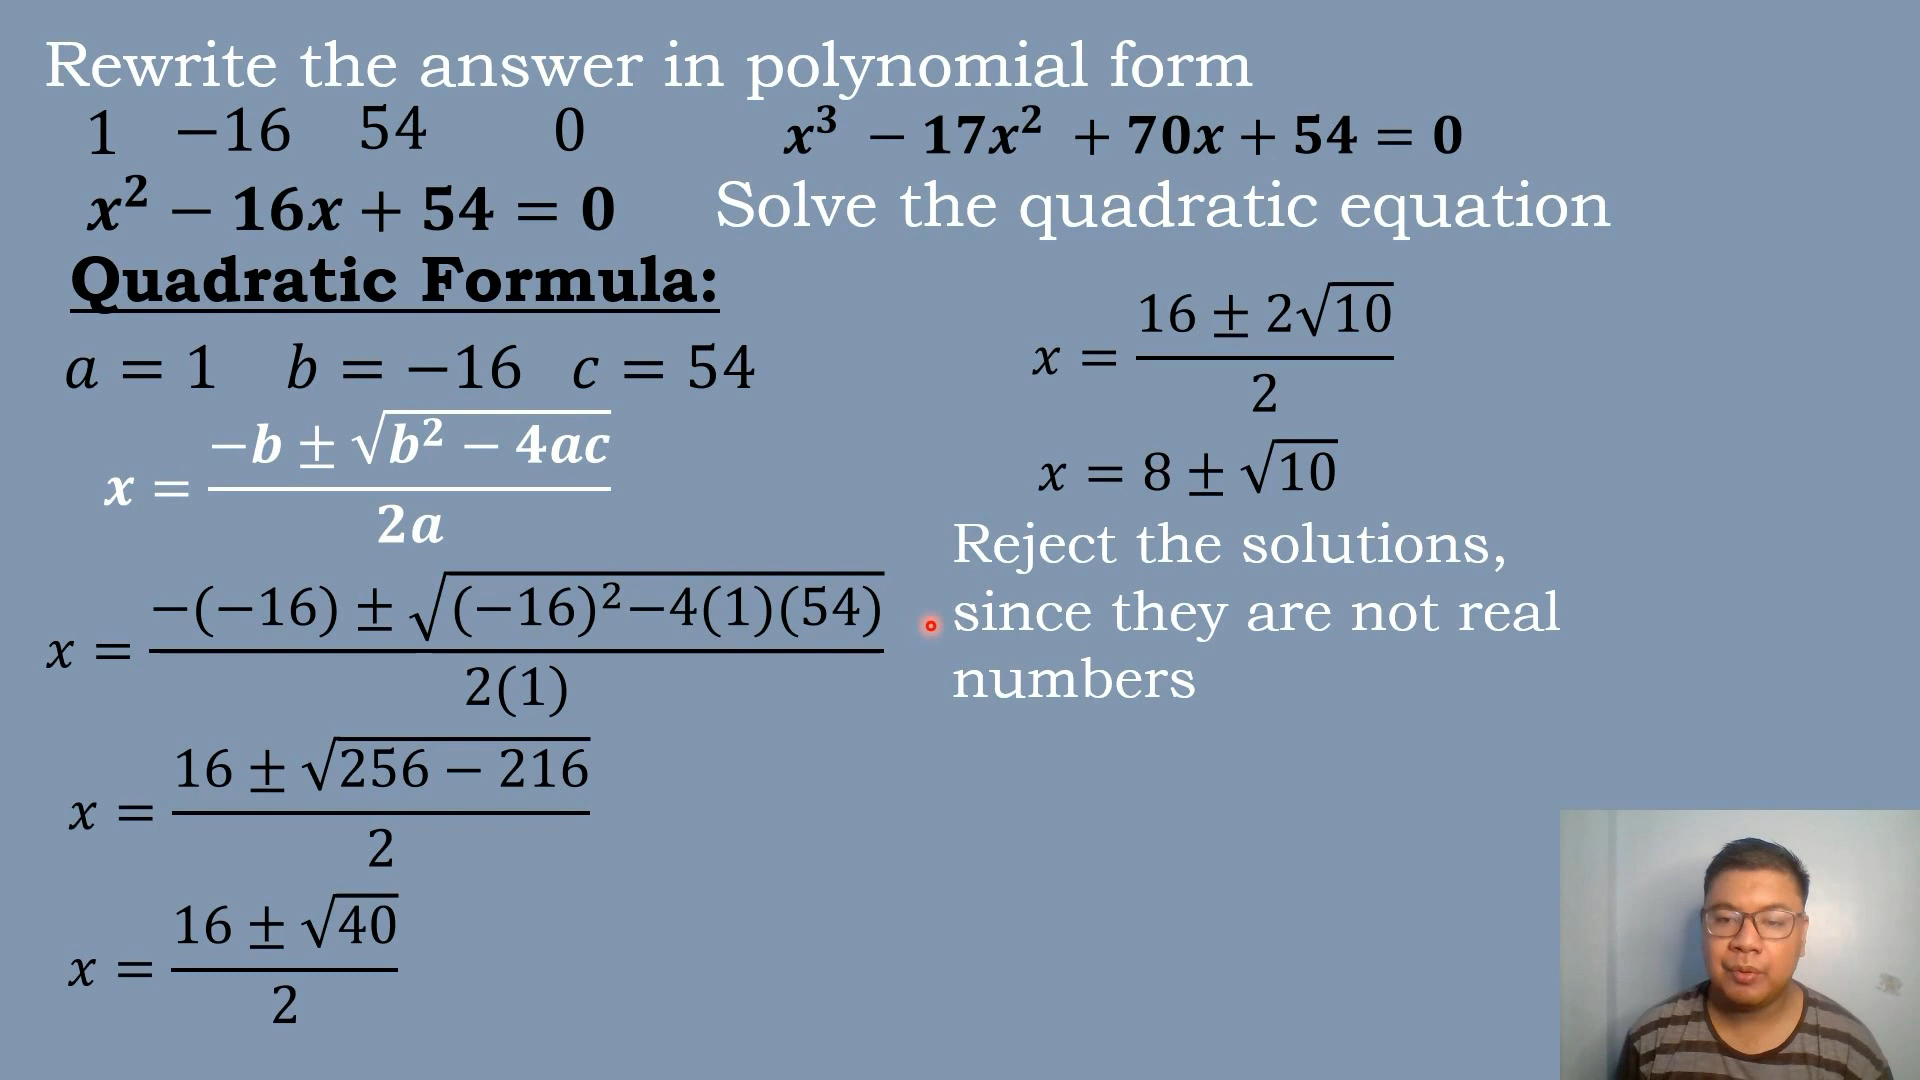 Rewrite the answer in polynomial form
1 −16 54 0
x³ − 17x² + 70x + 54 = 0
x² − 16x + 54 = 0
Solve the quadratic equation
Quadratic Formula:
a = 1 b = −16 c = 54
x = (−b ± √(b² − 4ac)) / 2a
x = (−(−16) ± √((−16)²−4(1)(54))) / 2(1)
x = (16 ± √(256 − 216)) / 2
x = (16 ± √40) / 2
x = (16 ± 2√10) / 2
x = 8 ± √10
Reject the solutions,
since they are not real
numbers